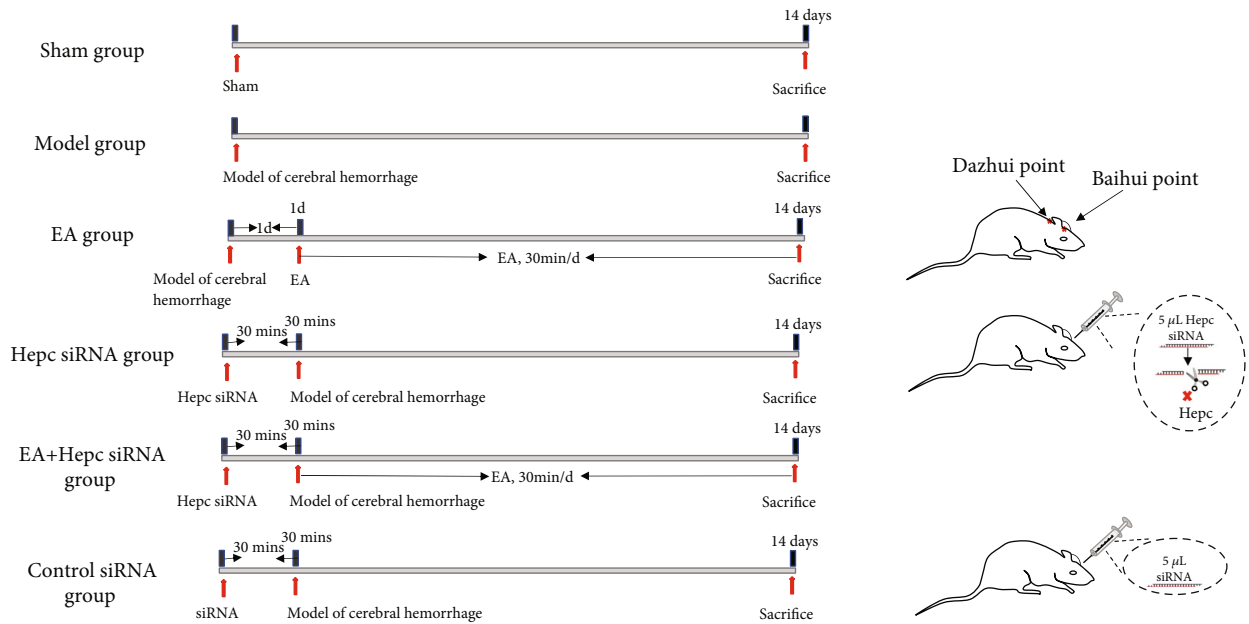 14 days
Sham group
Sham
Sacrifice
Model group
Model of cerebral hemorrhage
Sacrifice
1d
14 days
EA group
1d
EA, 30min/d
Model of cerebral
hemorrhage
EA
Sacrifice
30 mins
14 days
30 mins
Hepc siRNA group
Hepc siRNA
Model of cerebral hemorrhage
Sacrifice
30 mins
14 days
30 mins
EA+Hepc siRNA
group
EA, 30min/d
Hepc siRNA
Model of cerebral hemorrhage
Sacrifice
30 mins
14 days
30 mins
Control siRNA
group
siRNA
Model of cerebral hemorrhage
Sacrifice
Dazhui point
Baihui point
5 μL Hepc
siRNA
Hepc
5 μL
siRNA